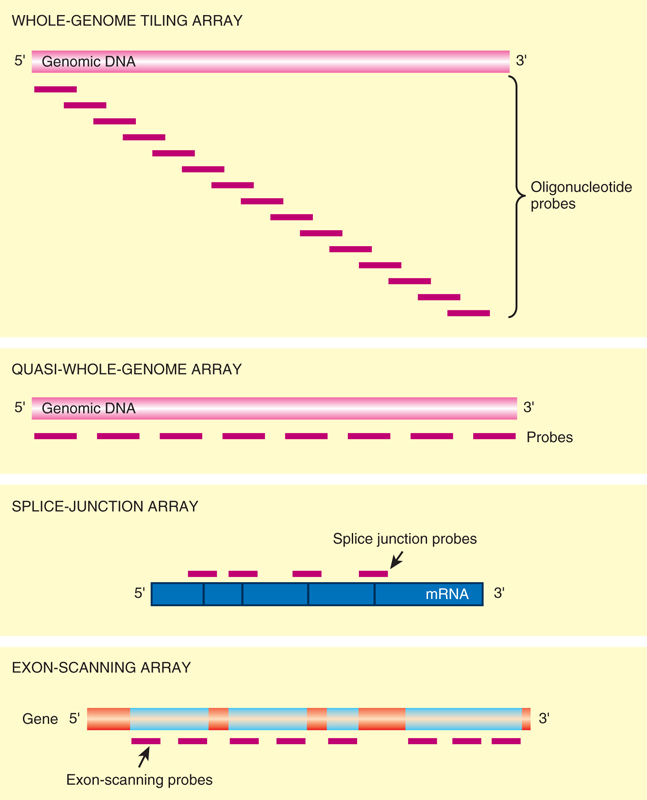 WHOLE-GENOME TILING ARRAY
5' Genomic DNA 3'
Oligonucleotide
probes
QUASI-WHOLE-GENOME ARRAY
5' Genomic DNA 3'
Probes
SPLICE-JUNCTION ARRAY
Splice junction probes
5' mRNA 3'
EXON-SCANNING ARRAY
Gene 5' 3'
Exon-scanning probes